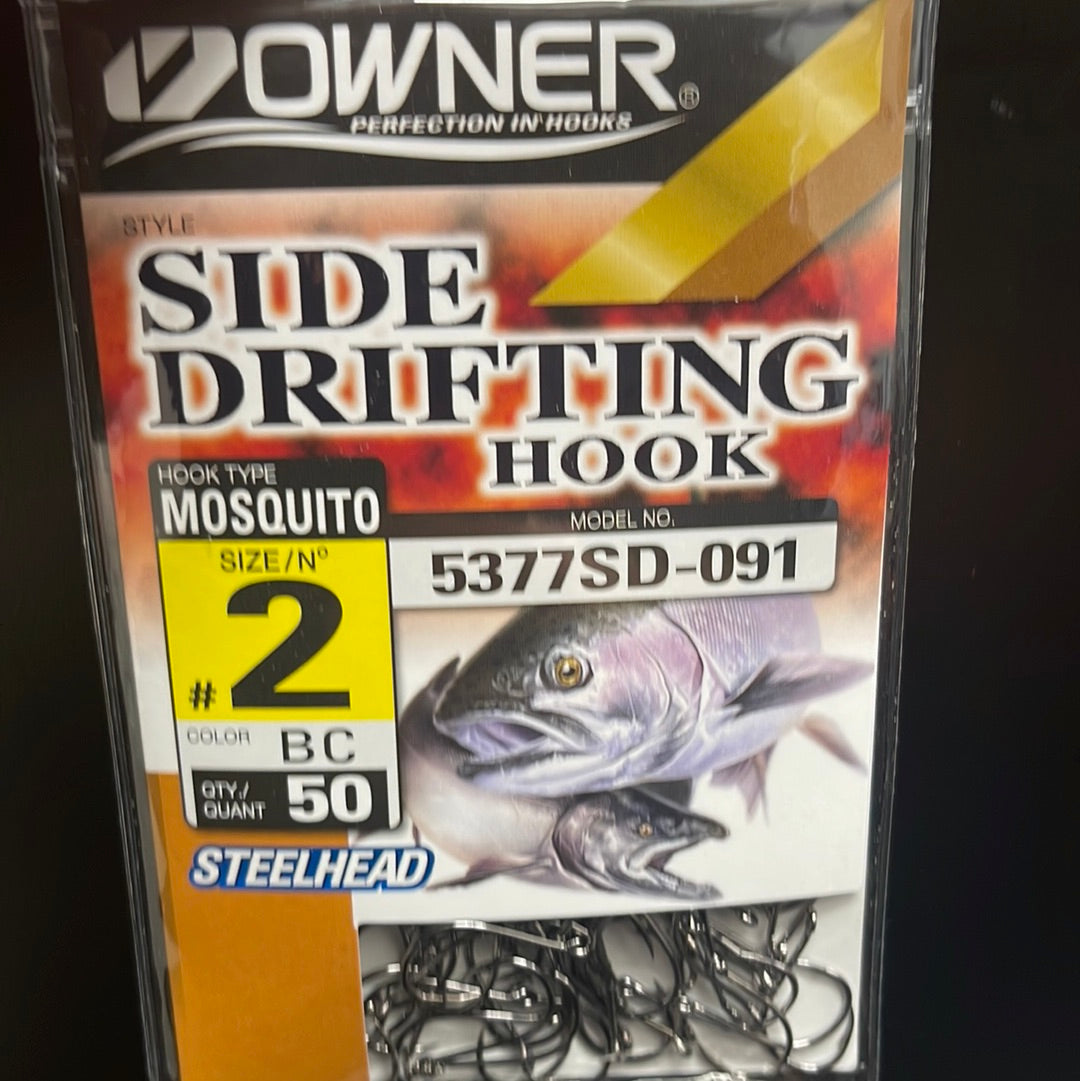 OWNER®
PERFECTION IN HOOKS
STYLE
SIDE
DRIFTING
HOOK
HOOK TYPE
MOSQUITO
MODEL NO.
5377SD-091
SIZE/Nº
#2
COLOR BC
QTY./
QUANT 50
STEELHEAD